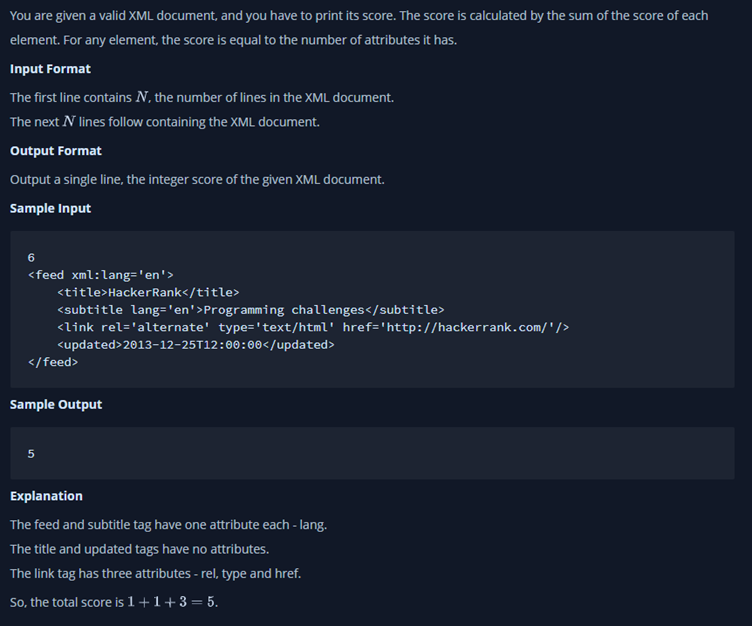 You are given a valid XML document, and you have to print its score. The score is calculated by the sum of the score of each
element. For any element, the score is equal to the number of attributes it has.
Input Format
The first line contains N, the number of lines in the XML document.
The next N lines follow containing the XML document.
Output Format
Output a single line, the integer score of the given XML document.
Sample Input
6
<feed xml:lang='en'>
    <title>HackerRank</title>
    <subtitle lang='en'>Programming challenges</subtitle>
    <link rel='alternate' type='text/html' href='http://hackerrank.com/'/>
    <updated>2013-12-25T12:00:00</updated>
</feed>
Sample Output
5
Explanation
The feed and subtitle tag have one attribute each - lang.
The title and updated tags have no attributes.
The link tag has three attributes - rel, type and href.
So, the total score is 1 + 1 + 3 = 5.